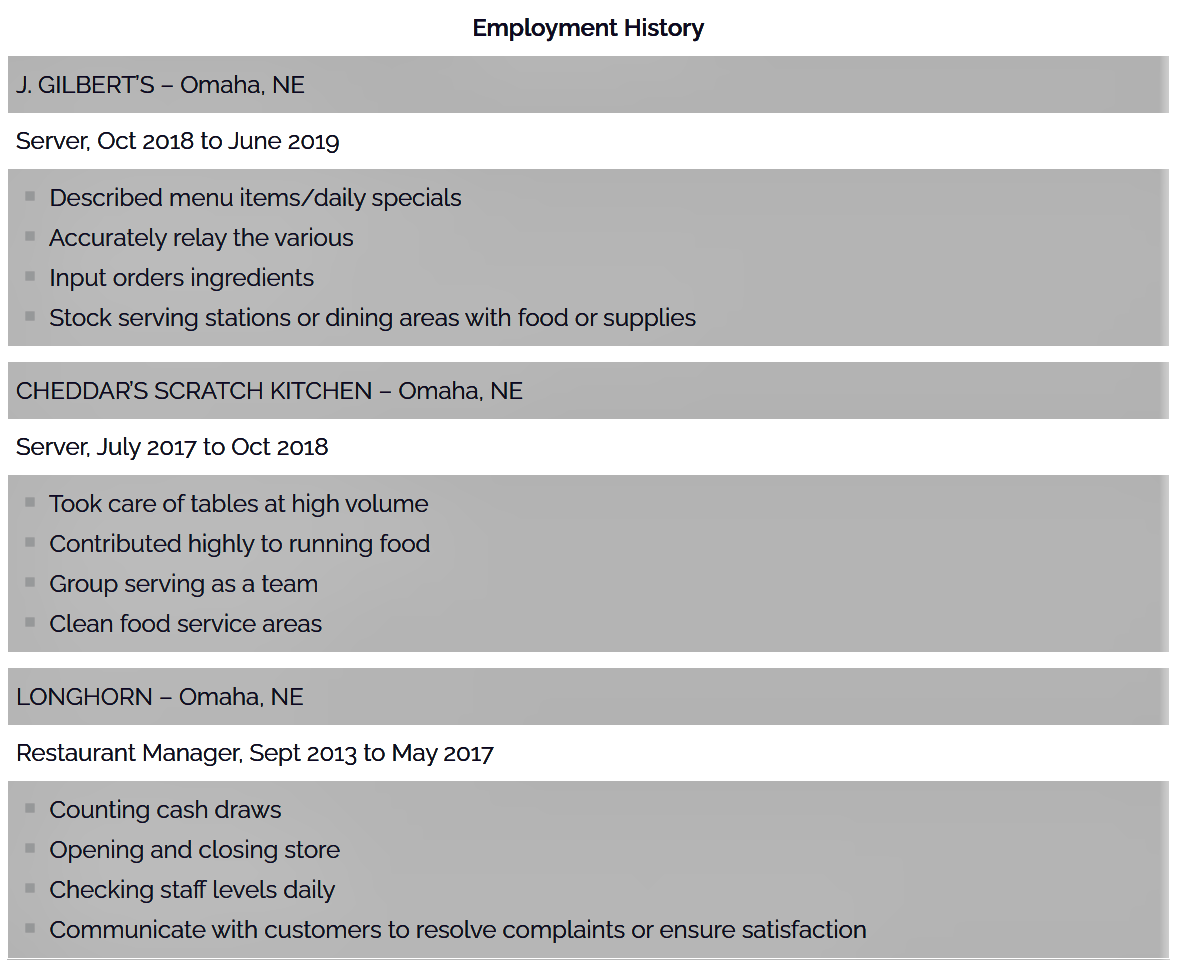 Employment History
J. GILBERT’S – Omaha, NE
Server, Oct 2018 to June 2019
Described menu items/daily specials
Accurately relay the various
Input orders ingredients
Stock serving stations or dining areas with food or supplies
CHEDDAR’S SCRATCH KITCHEN – Omaha, NE
Server, July 2017 to Oct 2018
Took care of tables at high volume
Contributed highly to running food
Group serving as a team
Clean food service areas
LONGHORN – Omaha, NE
Restaurant Manager, Sept 2013 to May 2017
Counting cash draws
Opening and closing store
Checking staff levels daily
Communicate with customers to resolve complaints or ensure satisfaction